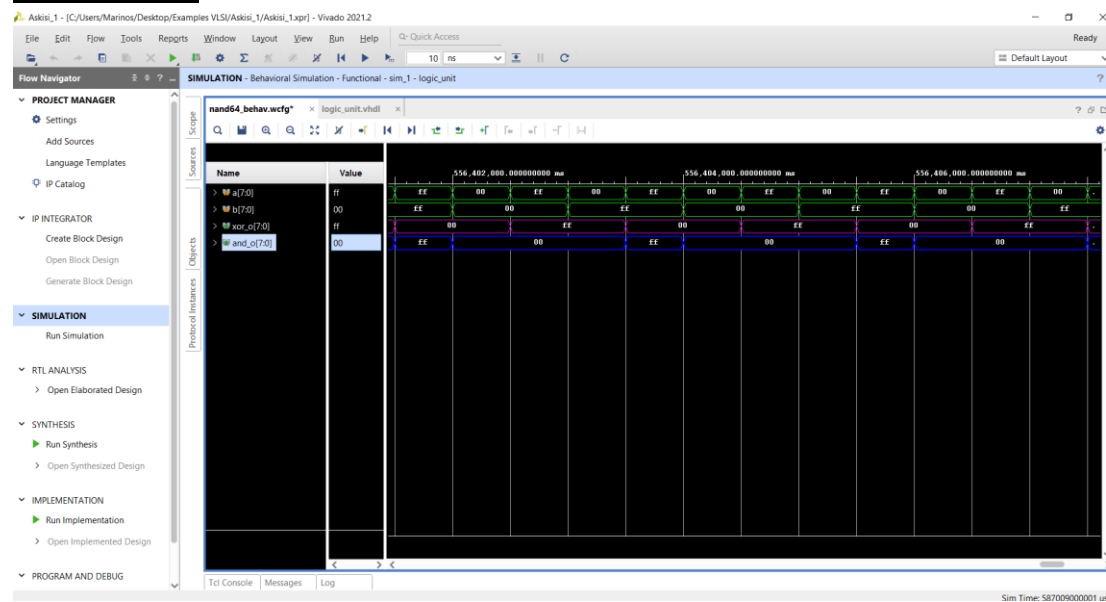 Askisi_1 - [C:/Users/Marinos/Desktop/Examples VLSI/Askisi_1/Askisi_1.xpr] - Vivado 2021.2
File Edit Flow Tools Reports Window Layout View Run Help Q- Quick Access Ready
10 ns Default Layout
Flow Navigator ? SIMULATION - Behavioral Simulation - Functional - sim_1 - logic_unit ?
PROJECT MANAGER
Settings
Add Sources
Language Templates
IP Catalog
IP INTEGRATOR
Create Block Design
Open Block Design
Generate Block Design
SIMULATION
Run Simulation
RTL ANALYSIS
Open Elaborated Design
SYNTHESIS
Run Synthesis
Open Synthesized Design
IMPLEMENTATION
Run Implementation
Open Implemented Design
PROGRAM AND DEBUG
Scope
Sources
Objects
Protocol Instances
nand64_behav.wcfg* × logic_unit.vhdl × ?
Name Value 556,402,000.000000000 ms 556,404,000.000000000 ms 556,406,000.000000000 ms
a[7:0] ff ff 00 ff 00 ff 00 ff 00 ff 00 ff 00
b[7:0] 00 ff 00 ff 00 ff 00 ff
xor_o[7:0] ff 00 ff 00 ff 00 ff
and_o[7:0] 00 ff 00 ff 00 ff 00
Tcl Console Messages Log
Sim Time: 587009000001 us